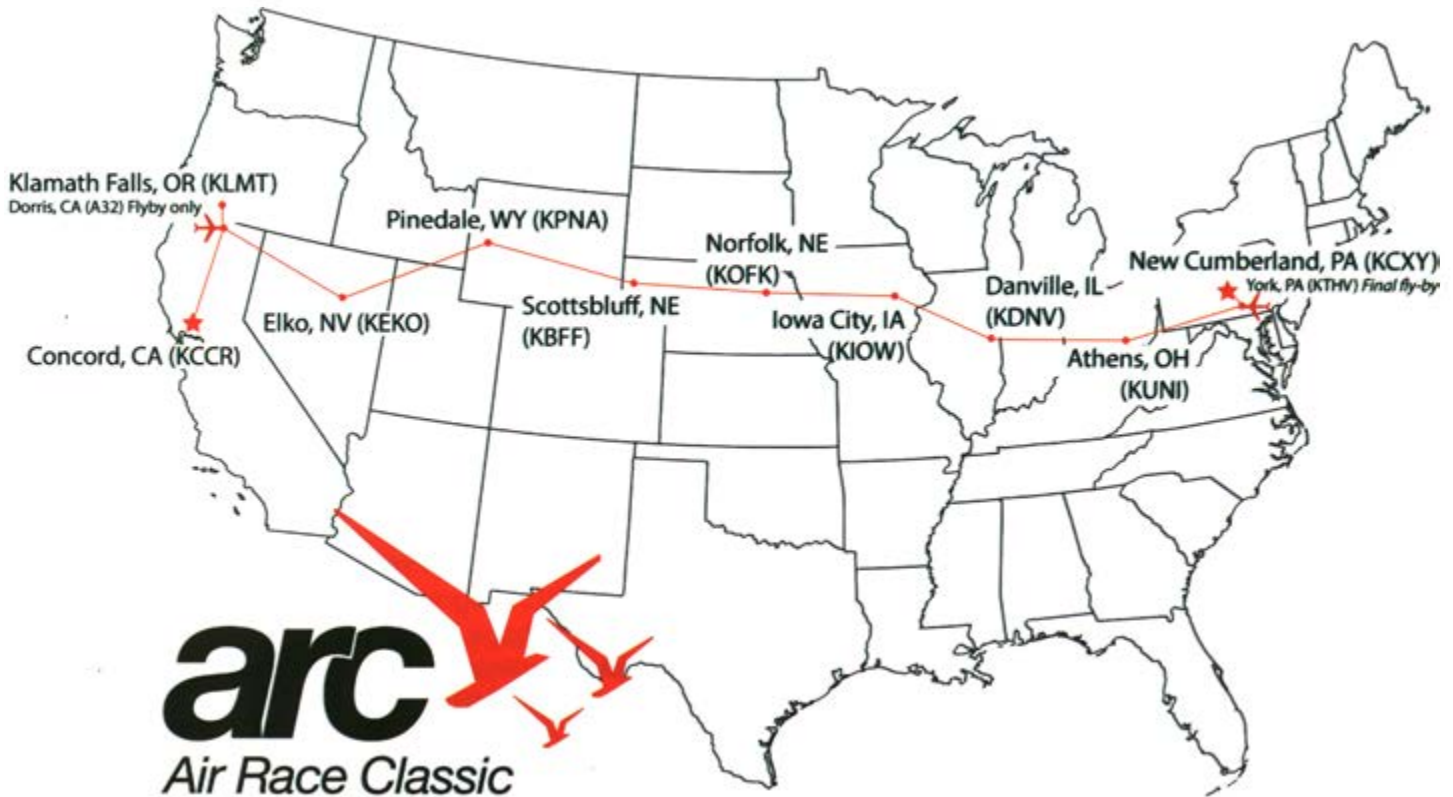 Klamath Falls, OR (KLMT)
Dorris, CA (A32) Flyby only
Pinedale, WY (KPNA)
Norfolk, NE
(KOFK)
New Cumberland, PA (KCXY)
York, PA (KTHV) Final fly-by
Danville, IL
(KDNV)
Scottsbluff, NE
(KBFF)
Elko, NV (KEKO)
Iowa City, IA
(KIOW)
Concord, CA (KCCR)
Athens, OH
(KUNI)
arc
Air Race Classic